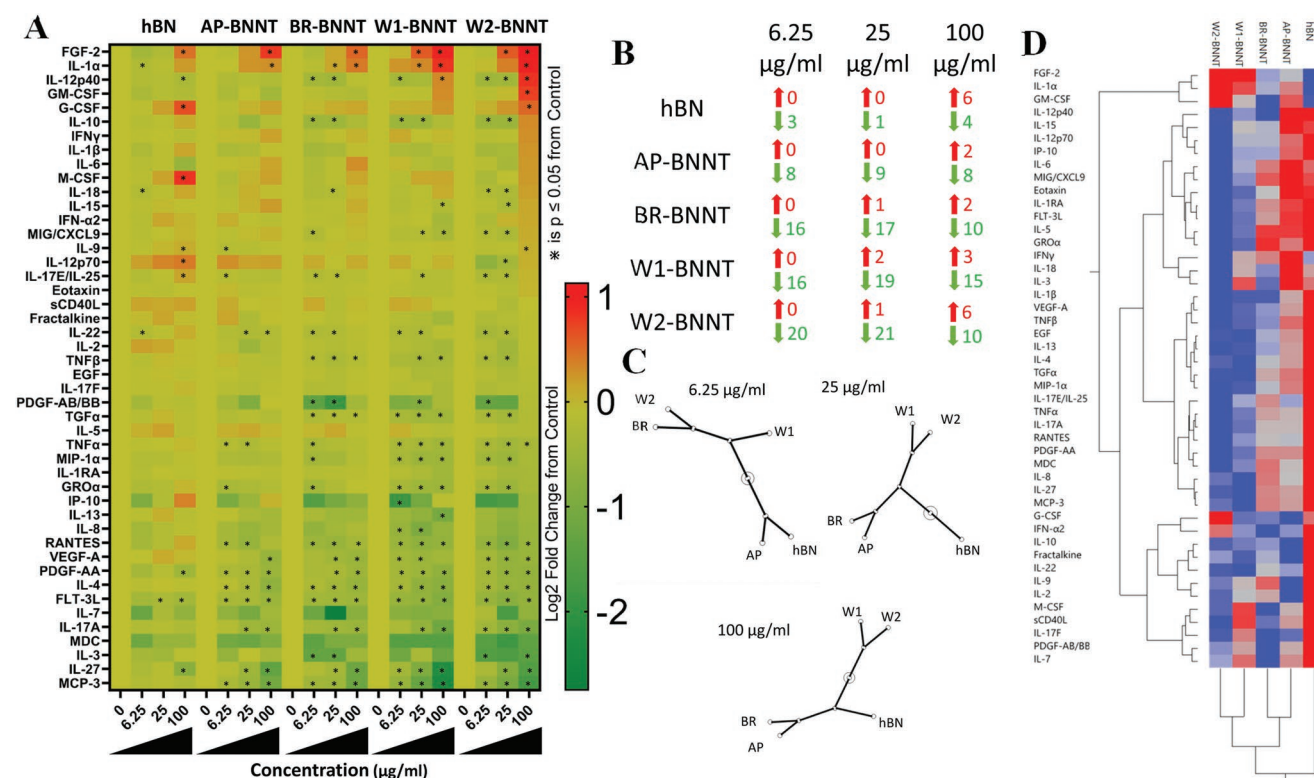 A
hBN AP-BNNT BR-BNNT W1-BNNT W2-BNNT
FGF-2
IL-1α
IL-12p40
GM-CSF
G-CSF
IL-10
IFNγ
IL-1β
IL-6
M-CSF
IL-18
IL-15
IFN-α2
MIG/CXCL9
IL-9
IL-12p70
IL-17E/IL-25
Eotaxin
sCD40L
Fractalkine
IL-22
IL-2
TNFβ
EGF
IL-17F
PDGF-AB/BB
TGFα
IL-5
TNFα
MIP-1α
IL-1RA
GROα
IP-10
IL-13
IL-8
RANTES
VEGF-A
PDGF-AA
IL-4
FLT-3L
IL-7
IL-17A
MDC
IL-3
IL-27
MCP-3
0 6.25 25 100 0 6.25 25 100 0 6.25 25 100 0 6.25 25 100 0 6.25 25 100
Concentration (µg/ml)
* is p ≤ 0.05 from Control
Log2 Fold Change from Control
1
0
-1
-2
B
6.25 25 100
µg/ml µg/ml µg/ml
hBN
0 0 6
3 1 4
AP-BNNT
0 0 2
8 9 8
BR-BNNT
0 1 2
16 17 10
W1-BNNT
0 2 3
16 19 15
W2-BNNT
0 1 6
20 21 10
C
6.25 µg/ml
W2
BR
W1
AP
hBN
25 µg/ml
W1
W2
BR
AP
hBN
100 µg/ml
W1
W2
BR
AP
hBN
D
W2-BNNT W1-BNNT BR-BNNT AP-BNNT hBN
FGF-2
IL-1α
GM-CSF
IL-12p40
IL-15
IL-12p70
IP-10
IL-6
MIG/CXCL9
Eotaxin
IL-1RA
FLT-3L
IL-5
GROα
IFNγ
IL-18
IL-3
IL-1β
VEGF-A
TNFβ
EGF
IL-13
IL-4
TGFα
MIP-1α
IL-17E/IL-25
TNFα
IL-17A
RANTES
PDGF-AA
MDC
IL-8
IL-27
MCP-3
G-CSF
IFN-α2
IL-10
Fractalkine
IL-22
IL-9
IL-2
M-CSF
sCD40L
IL-17F
PDGF-AB/BB
IL-7